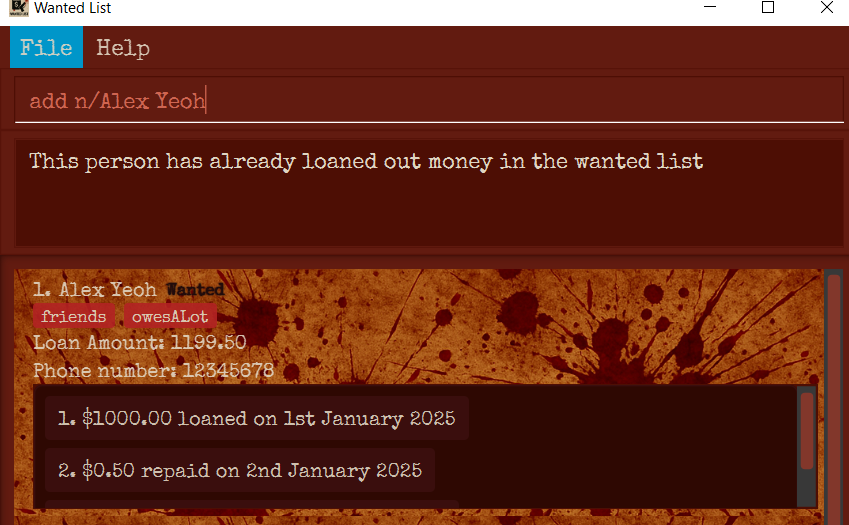 Wanted List
File Help
add n/Alex Yeoh
This person has already loaned out money in the wanted list
1. Alex Yeoh Wanted
friends owesALot
Loan Amount: 1199.50
Phone number: 12345678
1. $1000.00 loaned on 1st January 2025
2. $0.50 repaid on 2nd January 2025